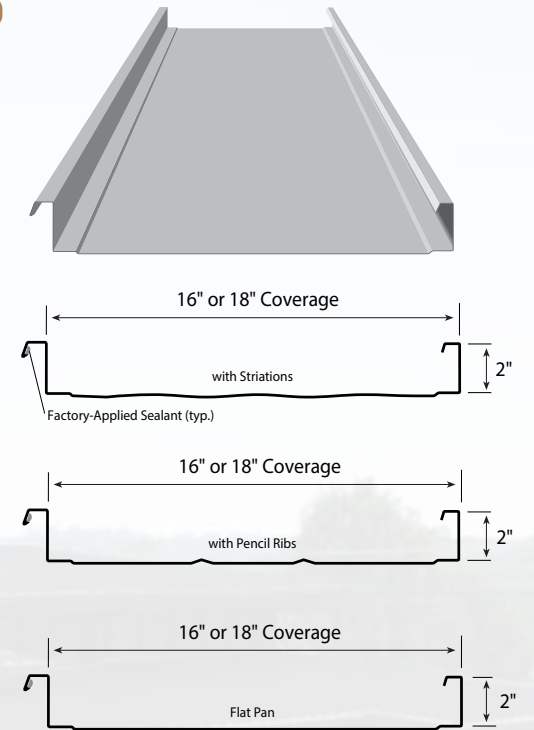 16" or 18" Coverage
with Striations
2"
Factory-Applied Sealant (typ.)
16" or 18" Coverage
with Pencil Ribs
2"
16" or 18" Coverage
Flat Pan
2"